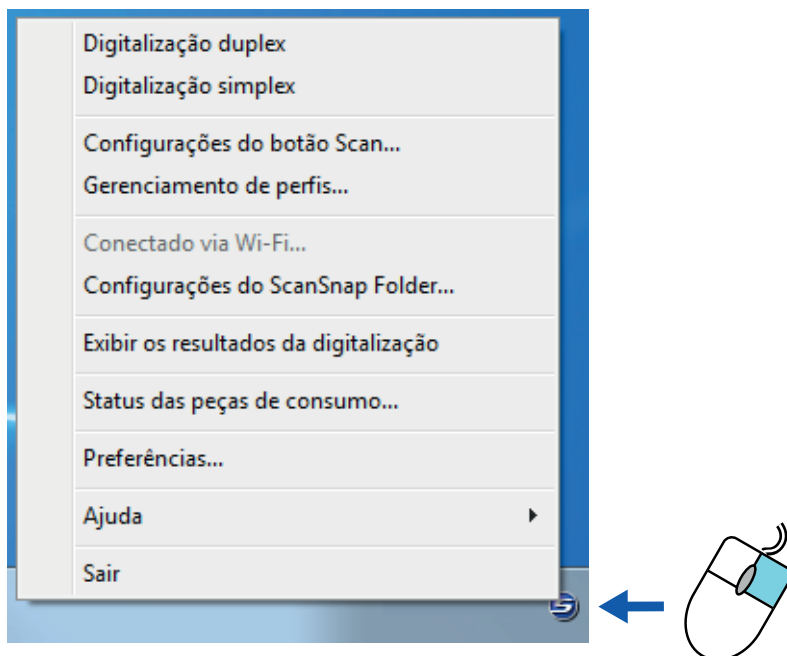 Digitalização duplex
Digitalização simplex
Configurações do botão Scan...
Gerenciamento de perfis...
Conectado via Wi-Fi...
Configurações do ScanSnap Folder...
Exibir os resultados da digitalização
Status das peças de consumo...
Preferências...
Ajuda
Sair